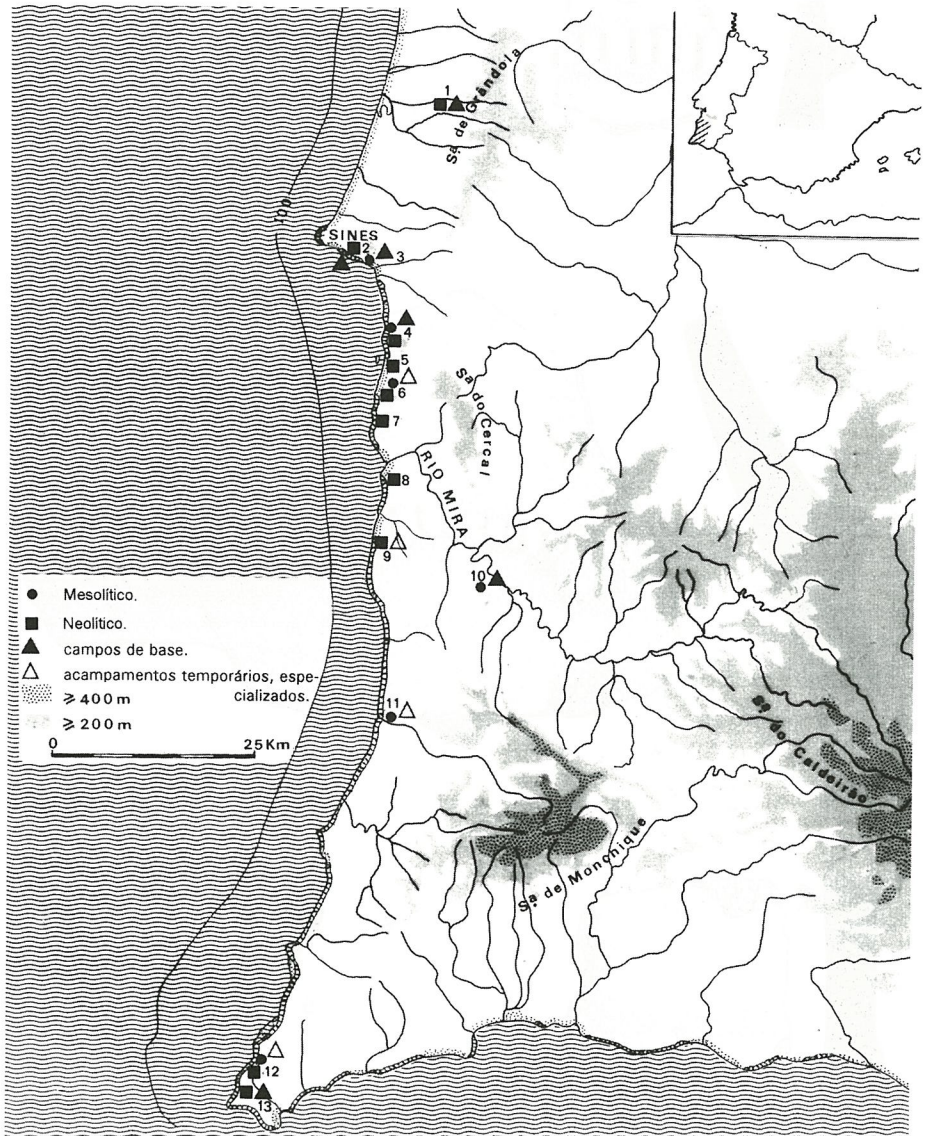 1
Sª. de Grândola
100
SINES
2
3
4
5
6
Sª. do Cercal
7
RIO MIRA
8
9
10
Mesolítico.
Neolítico.
campos de base.
acampamentos temporários, espe-
cializados.
≥ 400 m
≥ 200 m
0 25 Km
11
Sª. do Caldeirão
Sª. de Monchique
12
13